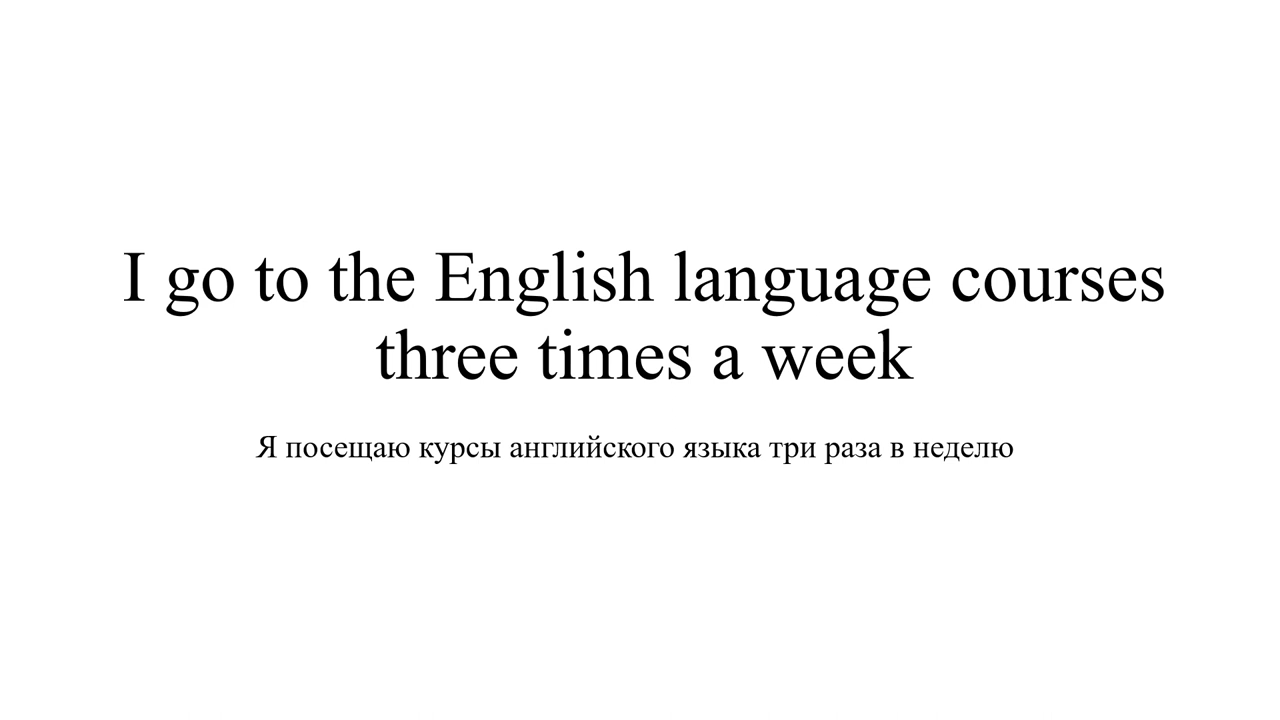 I go to the English language courses
three times a week
Я посещаю курсы английского языка три раза в неделю